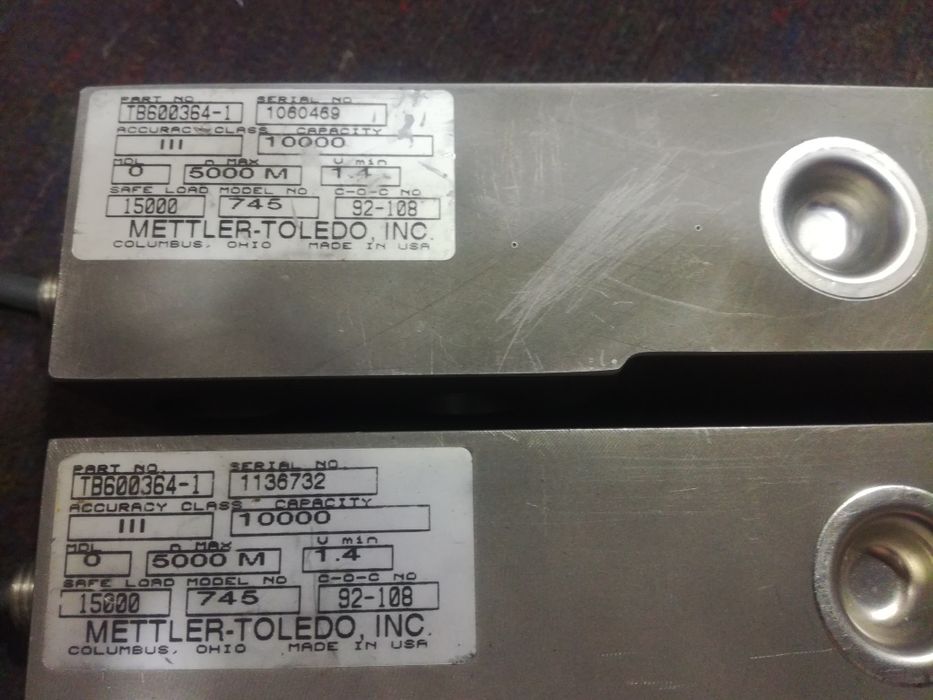 PART NO SERIAL NO
TB600364-1 1060469
ACCURACY CLASS CAPACITY
III 10000
MDL n MAX V min
0 5000 M 1.4
SAFE LOAD MODEL NO C-O-C NO
15000 745 92-108
METTLER-TOLEDO, INC.
COLUMBUS, OHIO MADE IN USA
PART NO. SERIAL NO.
TB600364-1 1136732
ACCURACY CLASS CAPACITY
III 10000
MDL n MAX V min
0 5000 M 1.4
SAFE LOAD MODEL NO C-O-C NO
15000 745 92-108
METTLER-TOLEDO, INC.
COLUMBUS, OHIO MADE IN USA